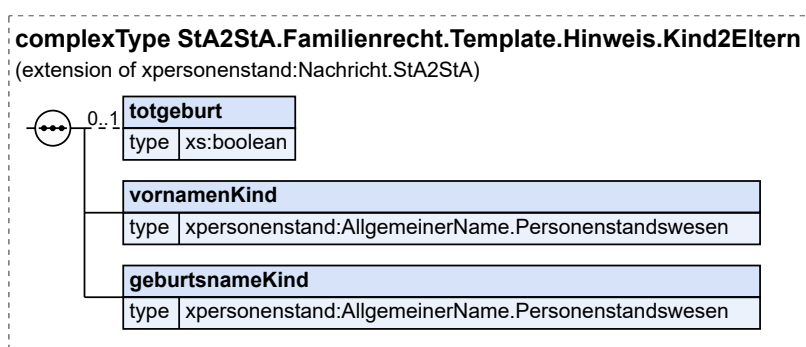 complexType StA2StA.Familienrecht.Template.Hinweis.Kind2Eltern
(extension of xpersonenstand:Nachricht.StA2StA)
0..1 totgeburt
type xs:boolean
vornamenKind
type xpersonenstand:AllgemeinerName.Personenstandswesen
geburtsnameKind
type xpersonenstand:AllgemeinerName.Personenstandswesen